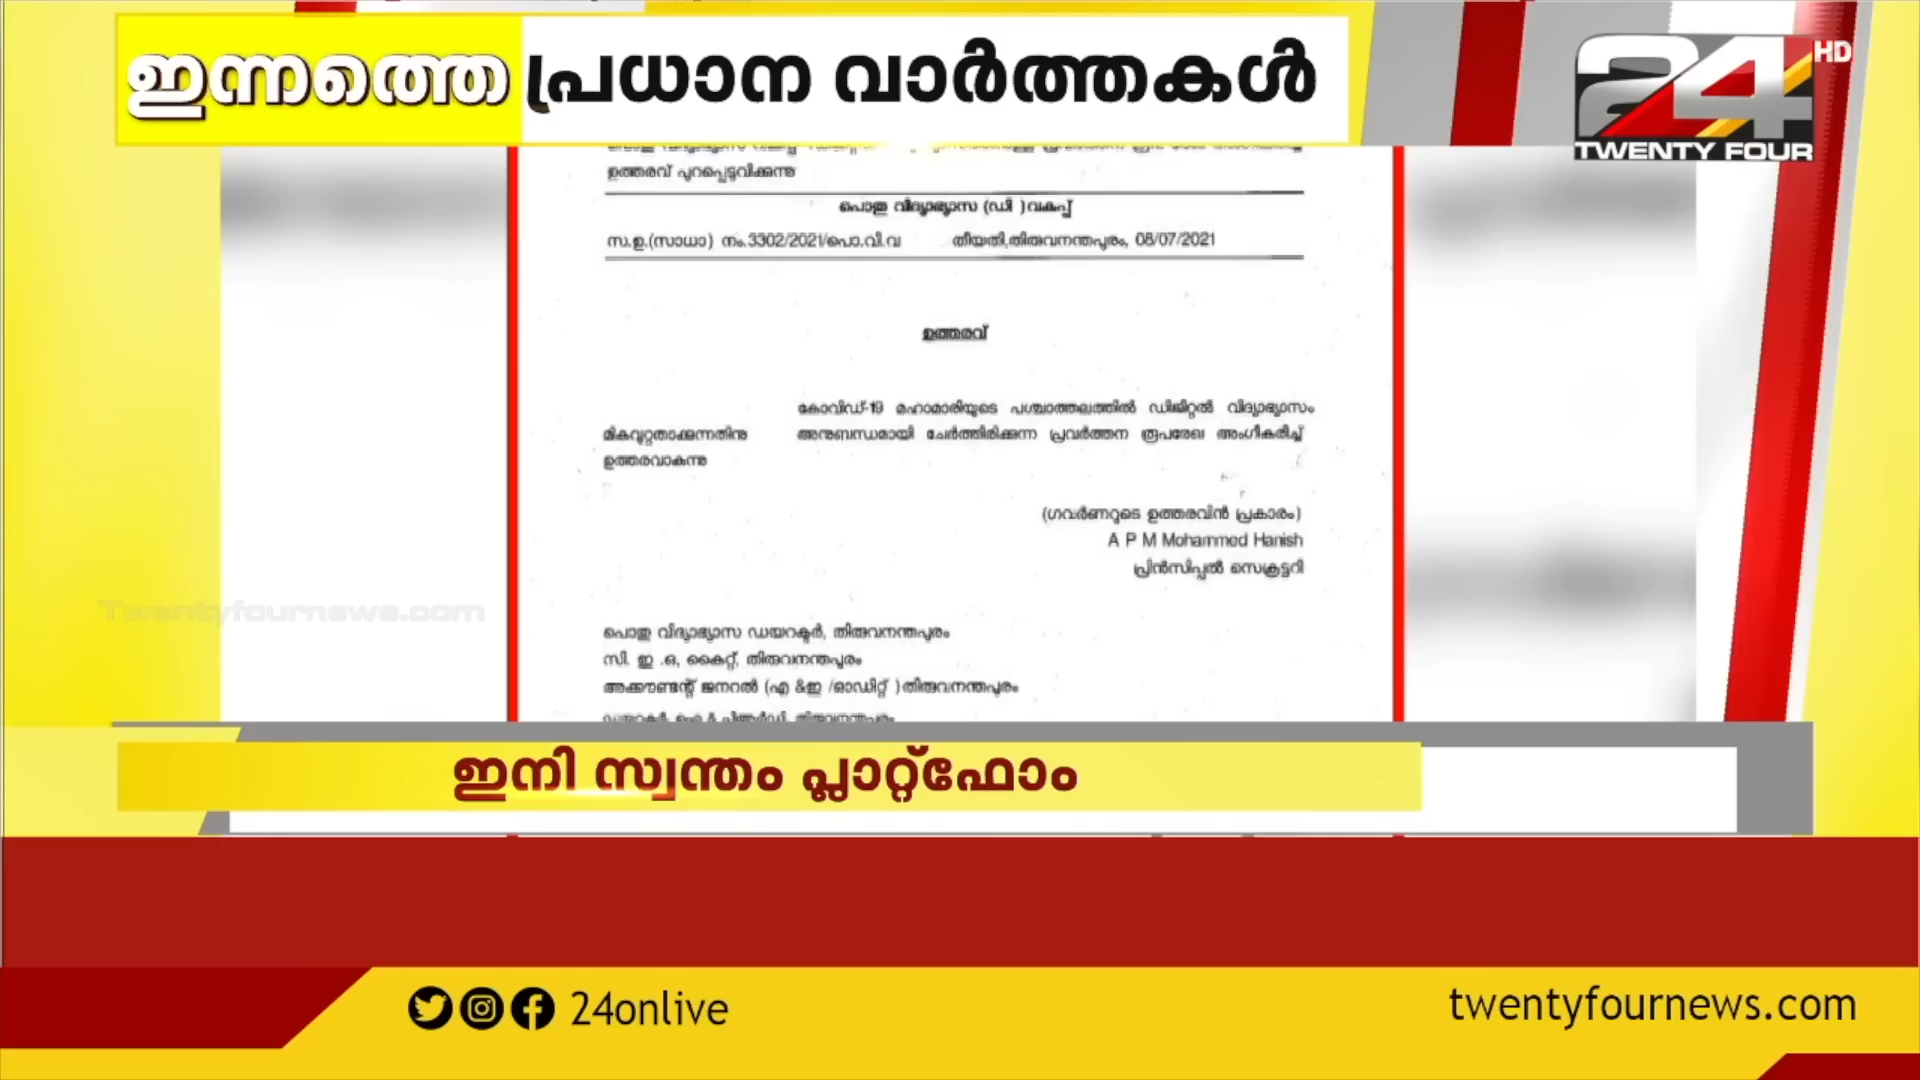 ഇന്നത്തെ പ്രധാന വാർത്തകൾ
24 HD
TWENTY FOUR
ഉത്തരവ് പുറപ്പെടുവിക്കുന്നു
പൊതു വിദ്യാഭ്യാസ (ഡി )വകുപ്പ്
സ.ഉ.(സാധാ) നം.3302/2021/പൊ.വി.വ തീയതി,തിരുവനന്തപുരം, 08/07/2021
ഉത്തരവ്
കോവിഡ്-19 മഹാമാരിയുടെ പശ്ചാത്തലത്തിൽ ഡിജിറ്റൽ വിദ്യാഭ്യാസം
മികവുറ്റതാക്കുന്നതിനു അനുബന്ധമായി ചേർത്തിരിക്കുന്ന പ്രവർത്തന രൂപരേഖ അംഗീകരിച്ച്
ഉത്തരവാകുന്നു
(ഗവർണറുടെ ഉത്തരവിൻ പ്രകാരം)
A P M Mohammed Hanish
പ്രിൻസിപ്പൽ സെക്രട്ടറി
Twentyfournews.com
പൊതു വിദ്യാഭ്യാസ ഡയറക്ടർ, തിരുവനന്തപുരം
സി. ഇ .ഒ, കൈറ്റ്, തിരുവനന്തപുരം
അക്കൗണ്ടന്റ് ജനറൽ (എ &ഇ /ഓഡിറ്റ് )തിരുവനന്തപുരം
ഇനി സ്വന്തം പ്ലാറ്റ്ഫോം
24onlive
twentyfournews.com